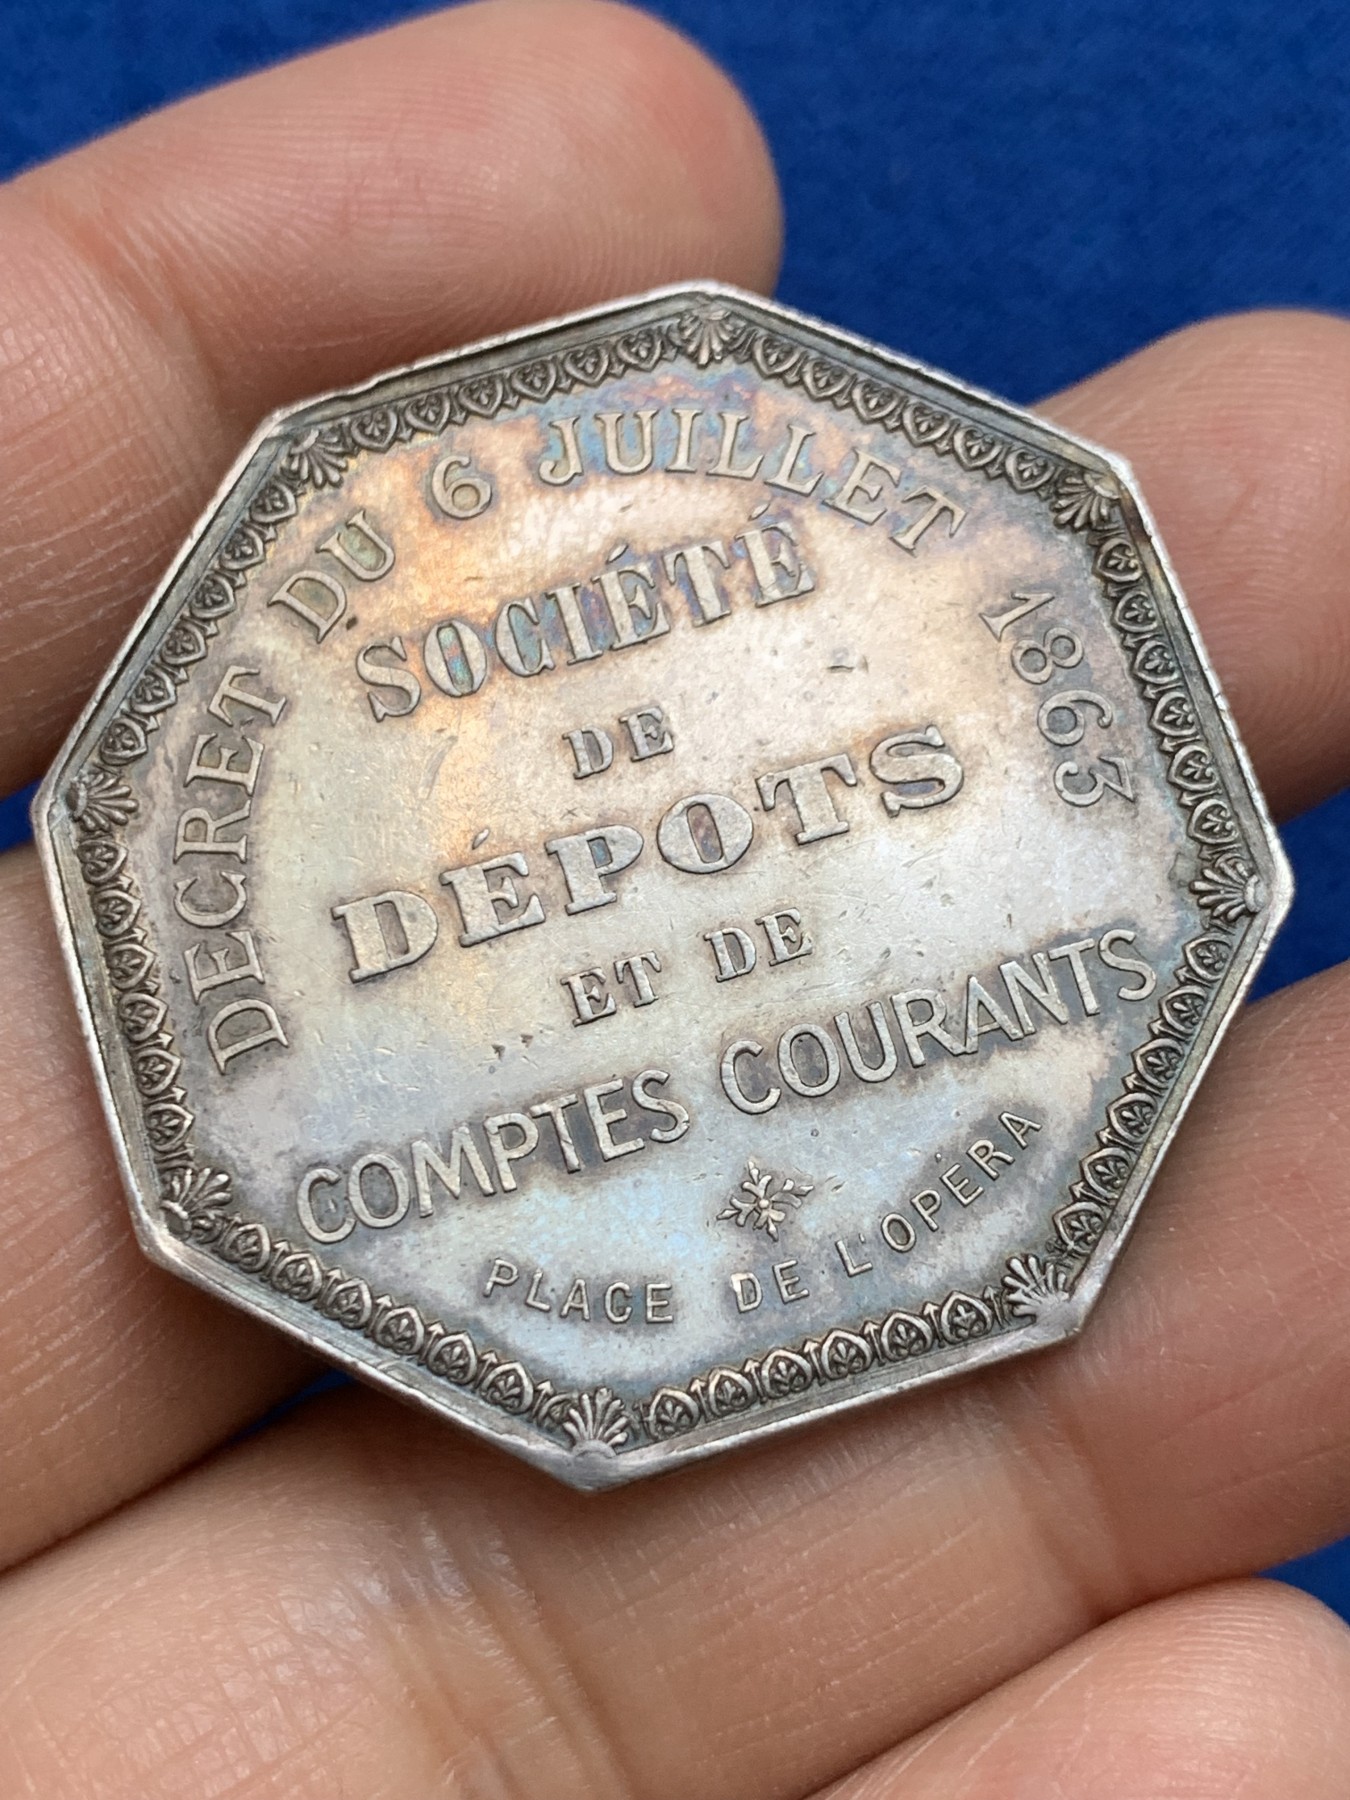 DECRET DU 6 JUILLET 1863
SOCIÉTÉ
DE
DÉPOTS
ET DE
COMPTES COURANTS
PLACE DE L'OPÉRA